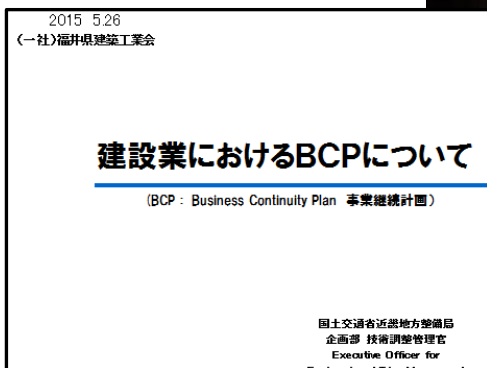 2015 5.26
(一社)福井県建築工業会
建設業におけるBCPについて
(BCP : Business Continuity Plan 事業継続計画)
国土交通省近畿地方整備局
企画部 技術調整管理官
Executive Officer for